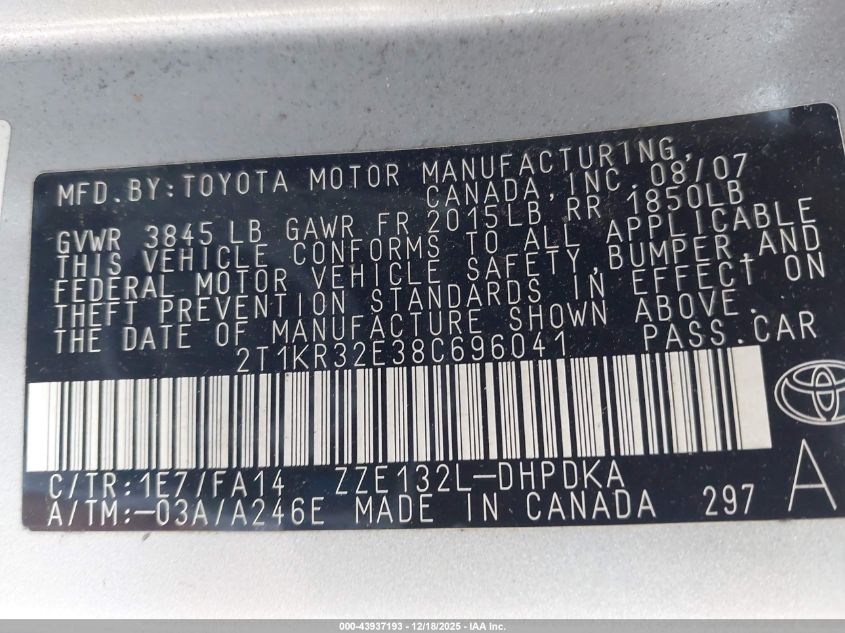 MFD. BY: TOYOTA MOTOR MANUFACTURING,
CANADA, INC. 08/07
GVWR 3845 LB GAWR FR 2015LB RR 1850LB
THIS VEHICLE CONFORMS TO ALL APPLICABLE
FEDERAL MOTOR VEHICLE SAFETY, BUMPER, AND
THEFT PREVENTION STANDARDS IN EFFECT ON
THE DATE OF MANUFACTURE SHOWN ABOVE.
2T1KR32E38C696041 PASS. CAR
C/TR: 1E7/FA14 ZZE132L-DHPDKA
A/TM:-03A/A246E MADE IN CANADA 297 A
000-43937193 - 12/18/2025 - IAA Inc.